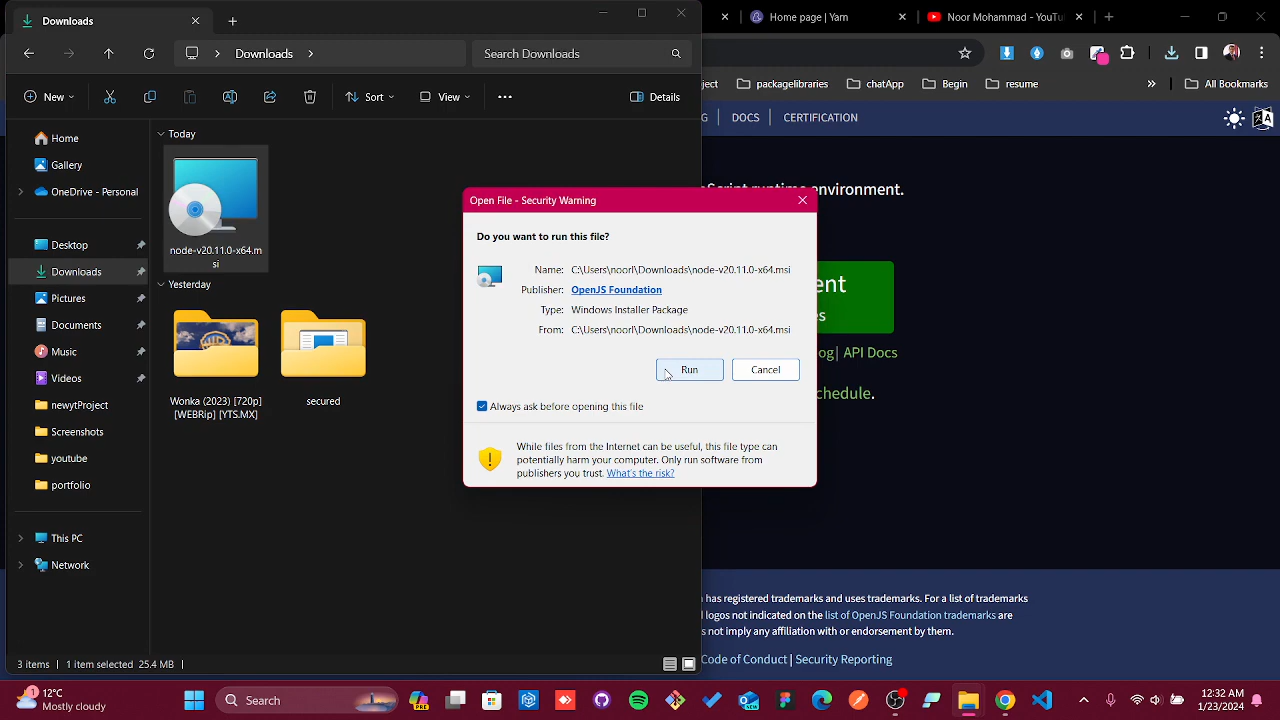 Downloads
Home page | Yarn
Noor Mohammad - YouTu
Downloads
Search Downloads
New
Sort
View
Details
ject
packagelibraries
chatApp
Begin
resume
All Bookmarks
G
DOCS
CERTIFICATION
Home
Gallery
OneDrive - Personal
Desktop
Downloads
Pictures
Documents
Music
Videos
newytProject
Screenshots
youtube
portfolio
This PC
Network
Today
node-v20.11.0-x64.m
si
Yesterday
Wonka (2023) [720p]
[WEBRip] [YTS.MX]
secured
Open File - Security Warning
Do you want to run this file?
Name: C:\Users\noorl\Downloads\node-v20.11.0-x64.msi
Publisher: OpenJS Foundation
Type: Windows Installer Package
From: C:\Users\noorl\Downloads\node-v20.11.0-x64.msi
Run
Cancel
Always ask before opening this file
While files from the Internet can be useful, this file type can
potentially harm your computer. Only run software from
publishers you trust. What's the risk?
Script runtime environment.
ent
es
og | API Docs
chedule.
has registered trademarks and uses trademarks. For a list of trademarks
logos not indicated on the list of OpenJS Foundation trademarks are
s not imply any affiliation with or endorsement by them.
Code of Conduct | Security Reporting
3 items
1 item selected 25.4 MB
12°C
Mostly cloudy
Search
PRE
NEW
12:32 AM
1/23/2024